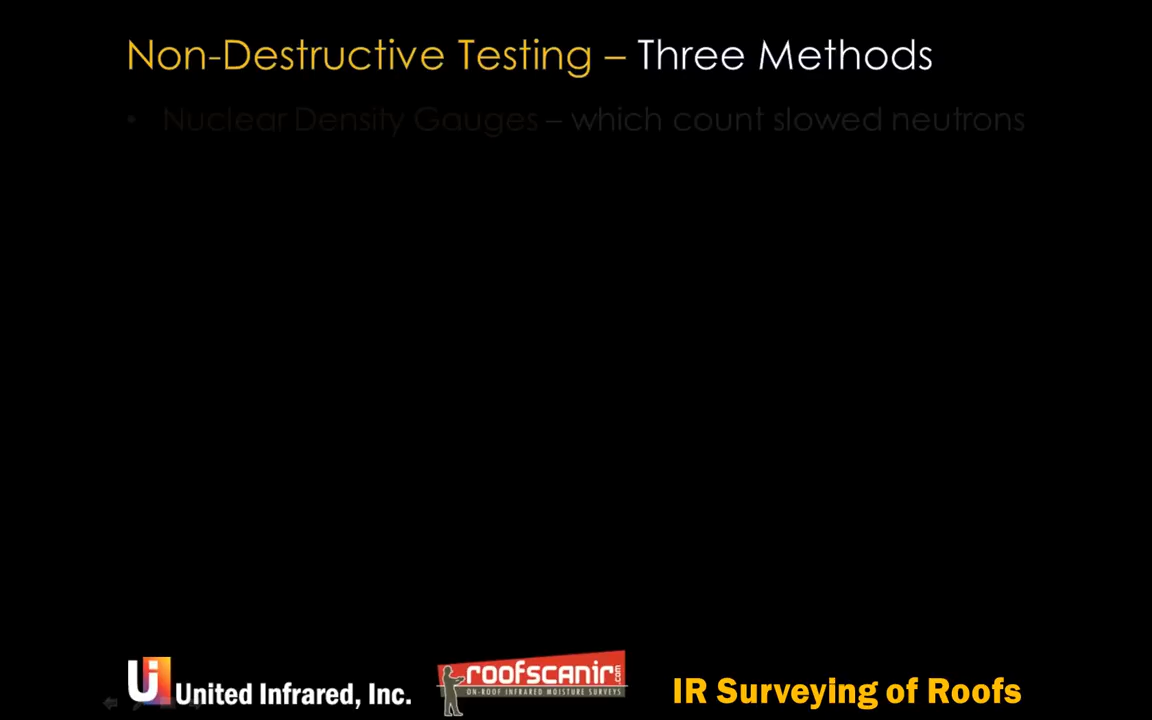 Non-Destructive Testing – Three Methods
• Nuclear Density Gauges – which count slowed neutrons
Ui United Infrared, Inc.
roofscanir.com
ON-ROOF INFRARED MOISTURE SURVEYS
IR Surveying of Roofs